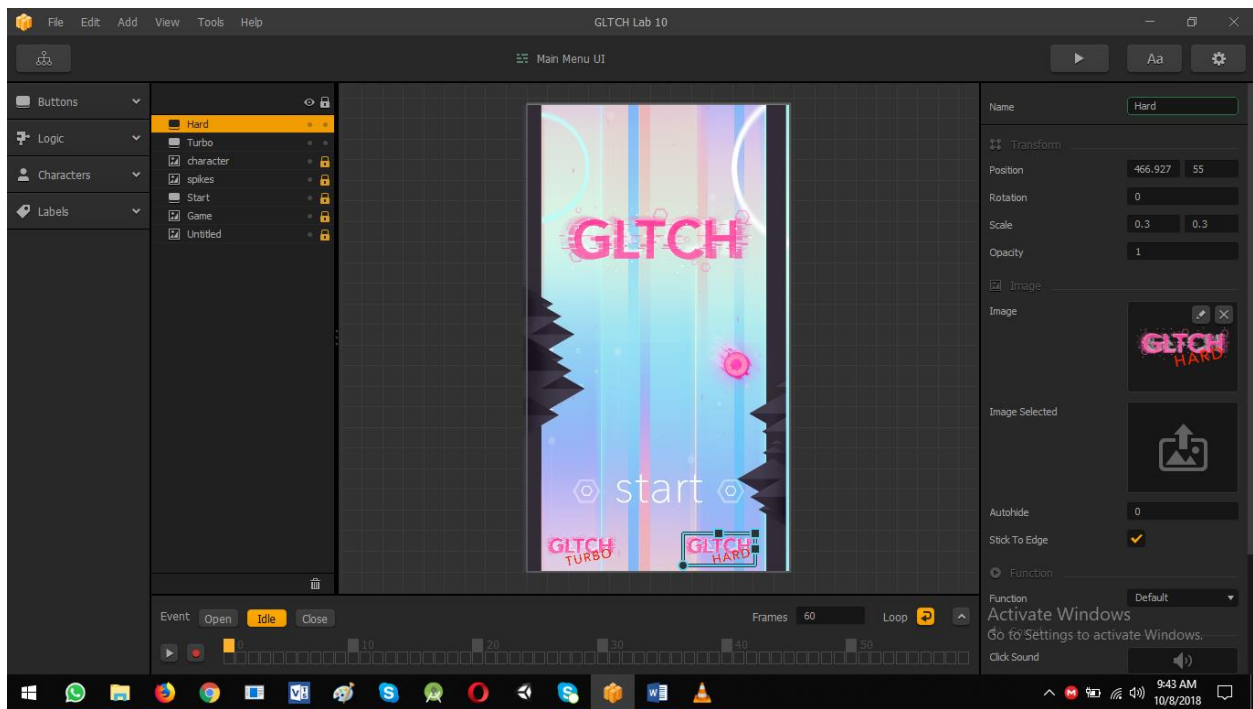 File Edit Add View Tools Help
GLTCH Lab 10
Main Menu UI
Aa
Buttons
Logic
Characters
Labels
Hard
Turbo
character
spikes
Start
Game
Untitled
GLTCH
start
GLTCH
TURBO
GLTCH
HARD
Name Hard
Transform
Position 466.927 55
Rotation 0
Scale 0.3 0.3
Opacity 1
Image
Image
GLTCH
HARD
Image Selected
Autohide 0
Stick To Edge
Function
Function Default
Activate Windows
Go to Settings to activate Windows.
Click Sound
Event Open Idle Close
Frames 60 Loop
0 10 20 30 40 50
9:43 AM
10/8/2018